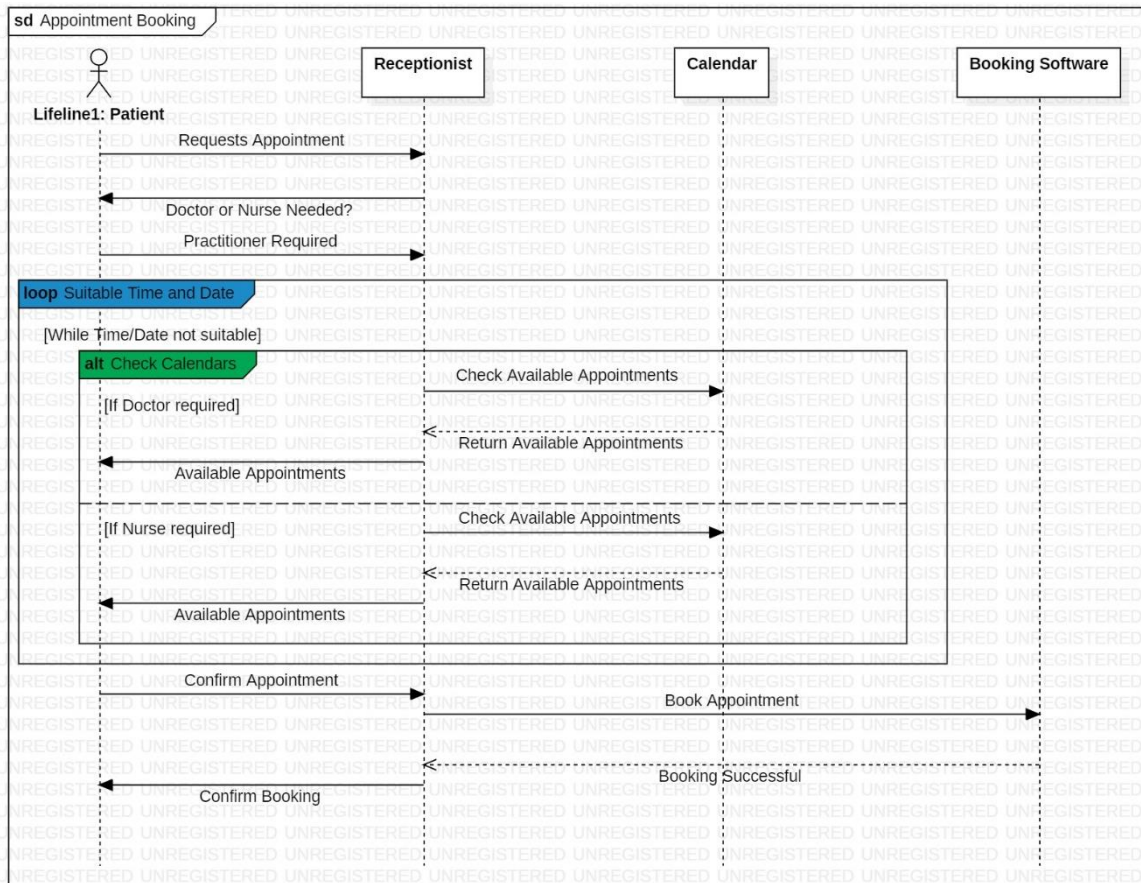 sd Appointment Booking
Receptionist
Calendar
Booking Software
Lifeline1: Patient
Requests Appointment
Doctor or Nurse Needed?
Practitioner Required
loop Suitable Time and Date
[While Time/Date not suitable]
alt Check Calendars
Check Available Appointments
[If Doctor required]
Return Available Appointments
Available Appointments
Check Available Appointments
[If Nurse required]
Return Available Appointments
Available Appointments
Confirm Appointment
Book Appointment
Booking Successful
Confirm Booking
UNREGISTERED